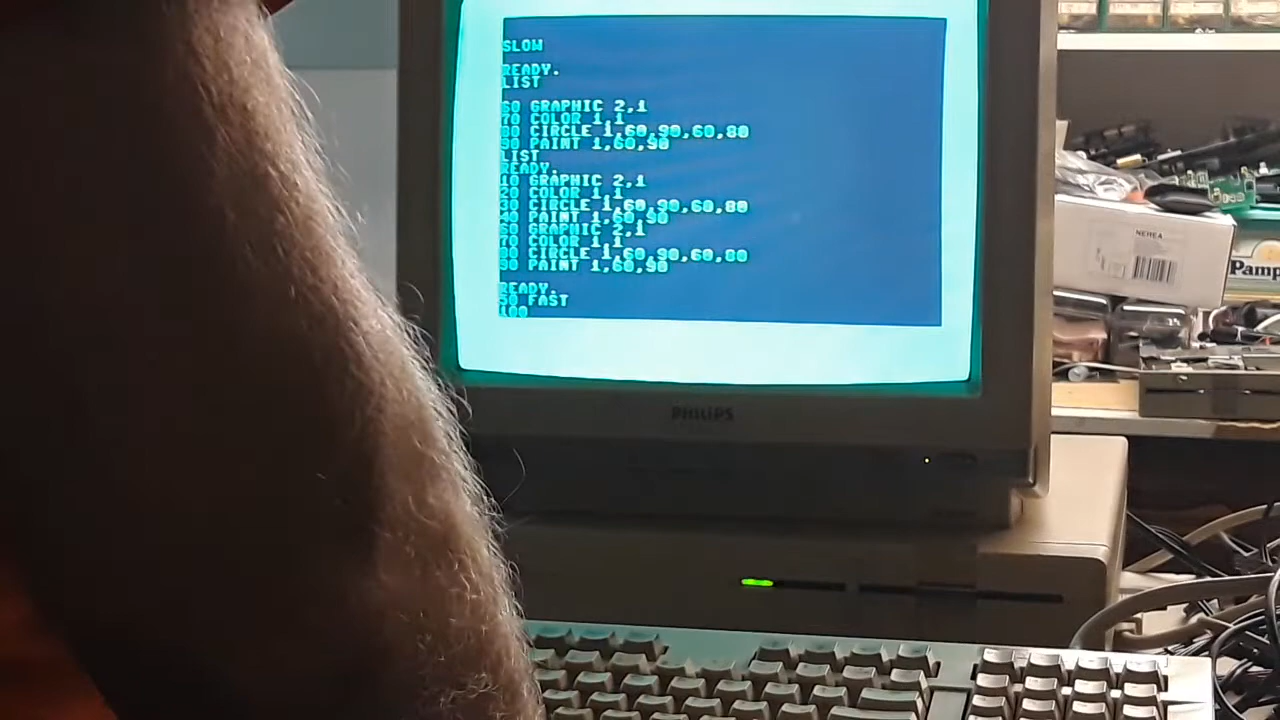 SLOW
READY.
LIST
60 GRAPHIC 2,1
70 COLOR 1,1
80 CIRCLE 1,60,90,60,80
90 PAINT 1,60,90
LIST
READY.
10 GRAPHIC 2,1
20 COLOR 1,1
30 CIRCLE 1,60,90,60,80
40 PAINT 1,60,90
60 GRAPHIC 2,1
70 COLOR 1,1
80 CIRCLE 1,60,90,60,80
90 PAINT 1,60,90
READY.
50 FAST
100
PHILIPS
NEREA
Pamp